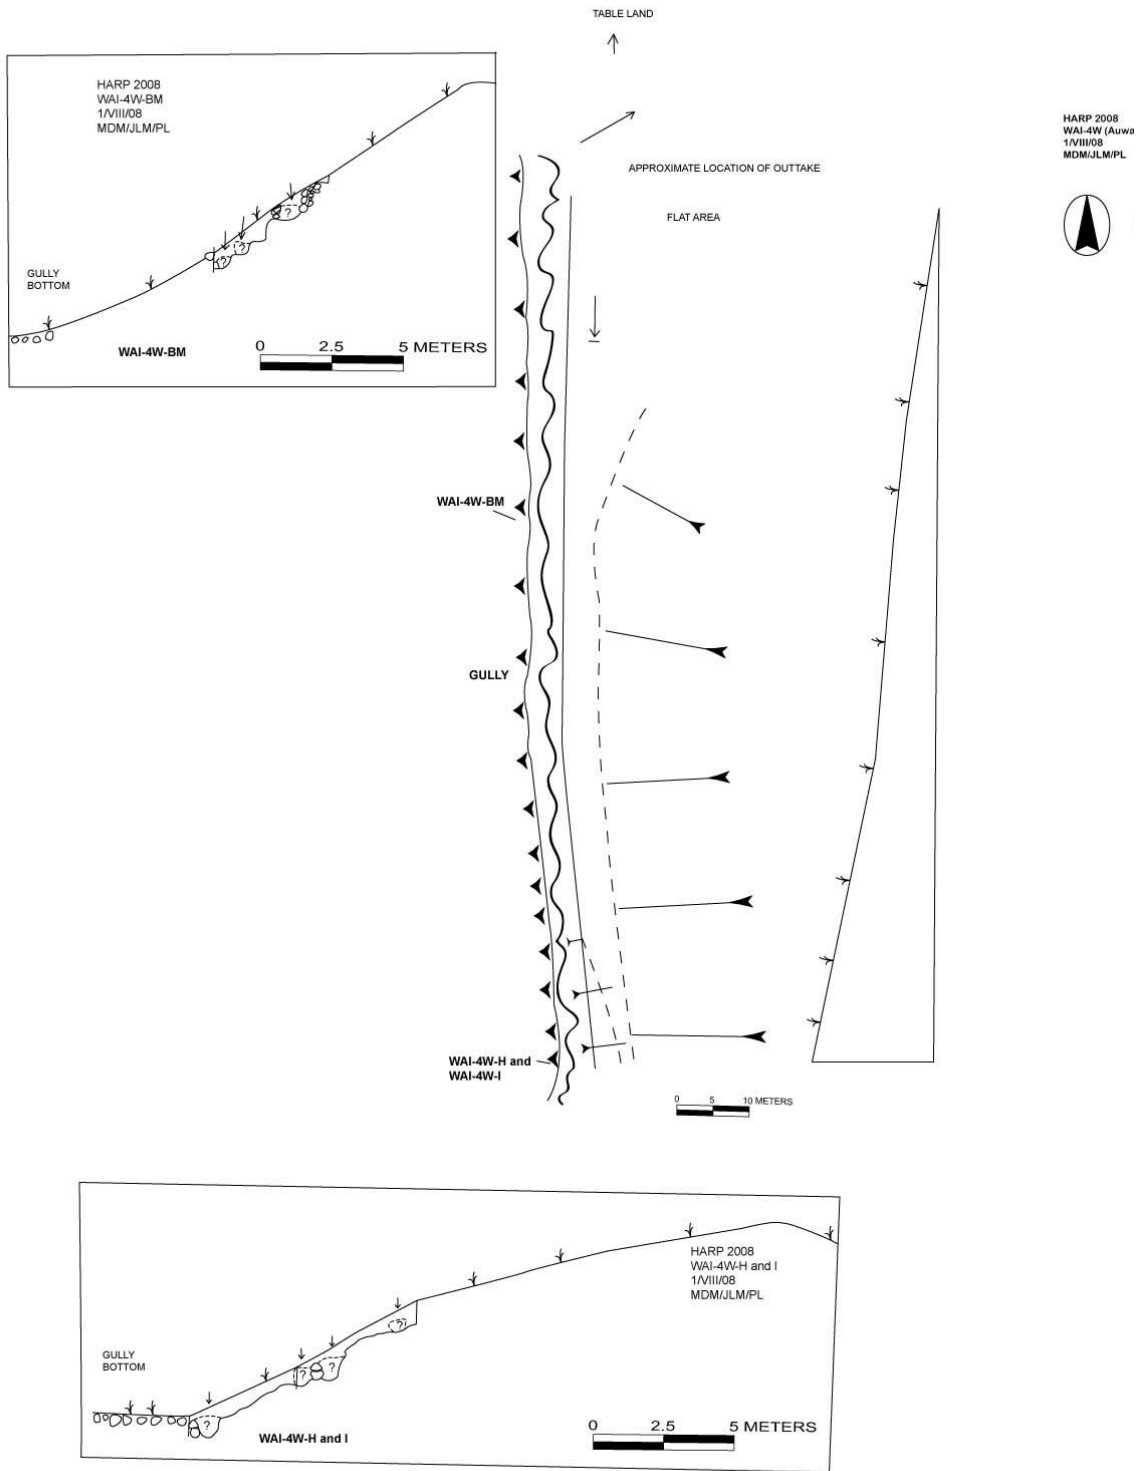 TABLE LAND
HARP 2008
WAI-4W-BM
1/VIII/08
MDM/JLM/PL
GULLY
BOTTOM
WAI-4W-BM
0 2.5 5 METERS
APPROXIMATE LOCATION OF OUTTAKE
FLAT AREA
HARP 2008
WAI-4W (Auwa
1/VIII/08
MDM/JLM/PL
WAI-4W-BM
GULLY
WAI-4W-H and
WAI-4W-I
0 5 10 METERS
HARP 2008
WAI-4W-H and I
1/VIII/08
MDM/JLM/PL
GULLY
BOTTOM
WAI-4W-H and I
0 2.5 5 METERS
? ? ?
? ? ? ?